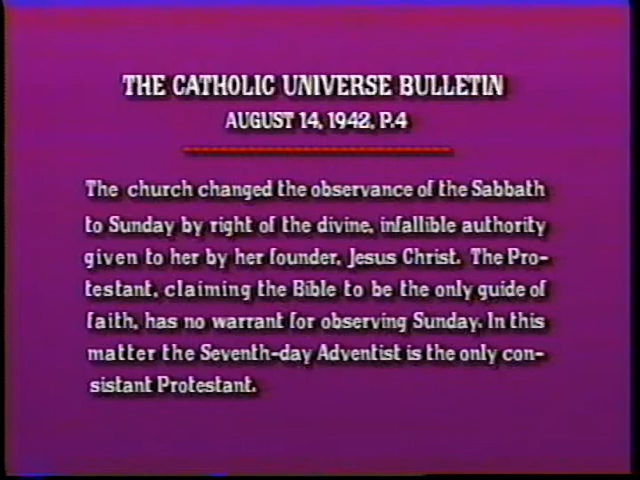 THE CATHOLIC UNIVERSE BULLETIN
AUGUST 14, 1942, P.4
The church changed the observance of the Sabbath
to Sunday by right of the divine, infallible authority
given to her by her founder, Jesus Christ. The Pro-
testant, claiming the Bible to be the only guide of
faith, has no warrant for observing Sunday. In this
matter the Seventh-day Adventist is the only con-
sistant Protestant.